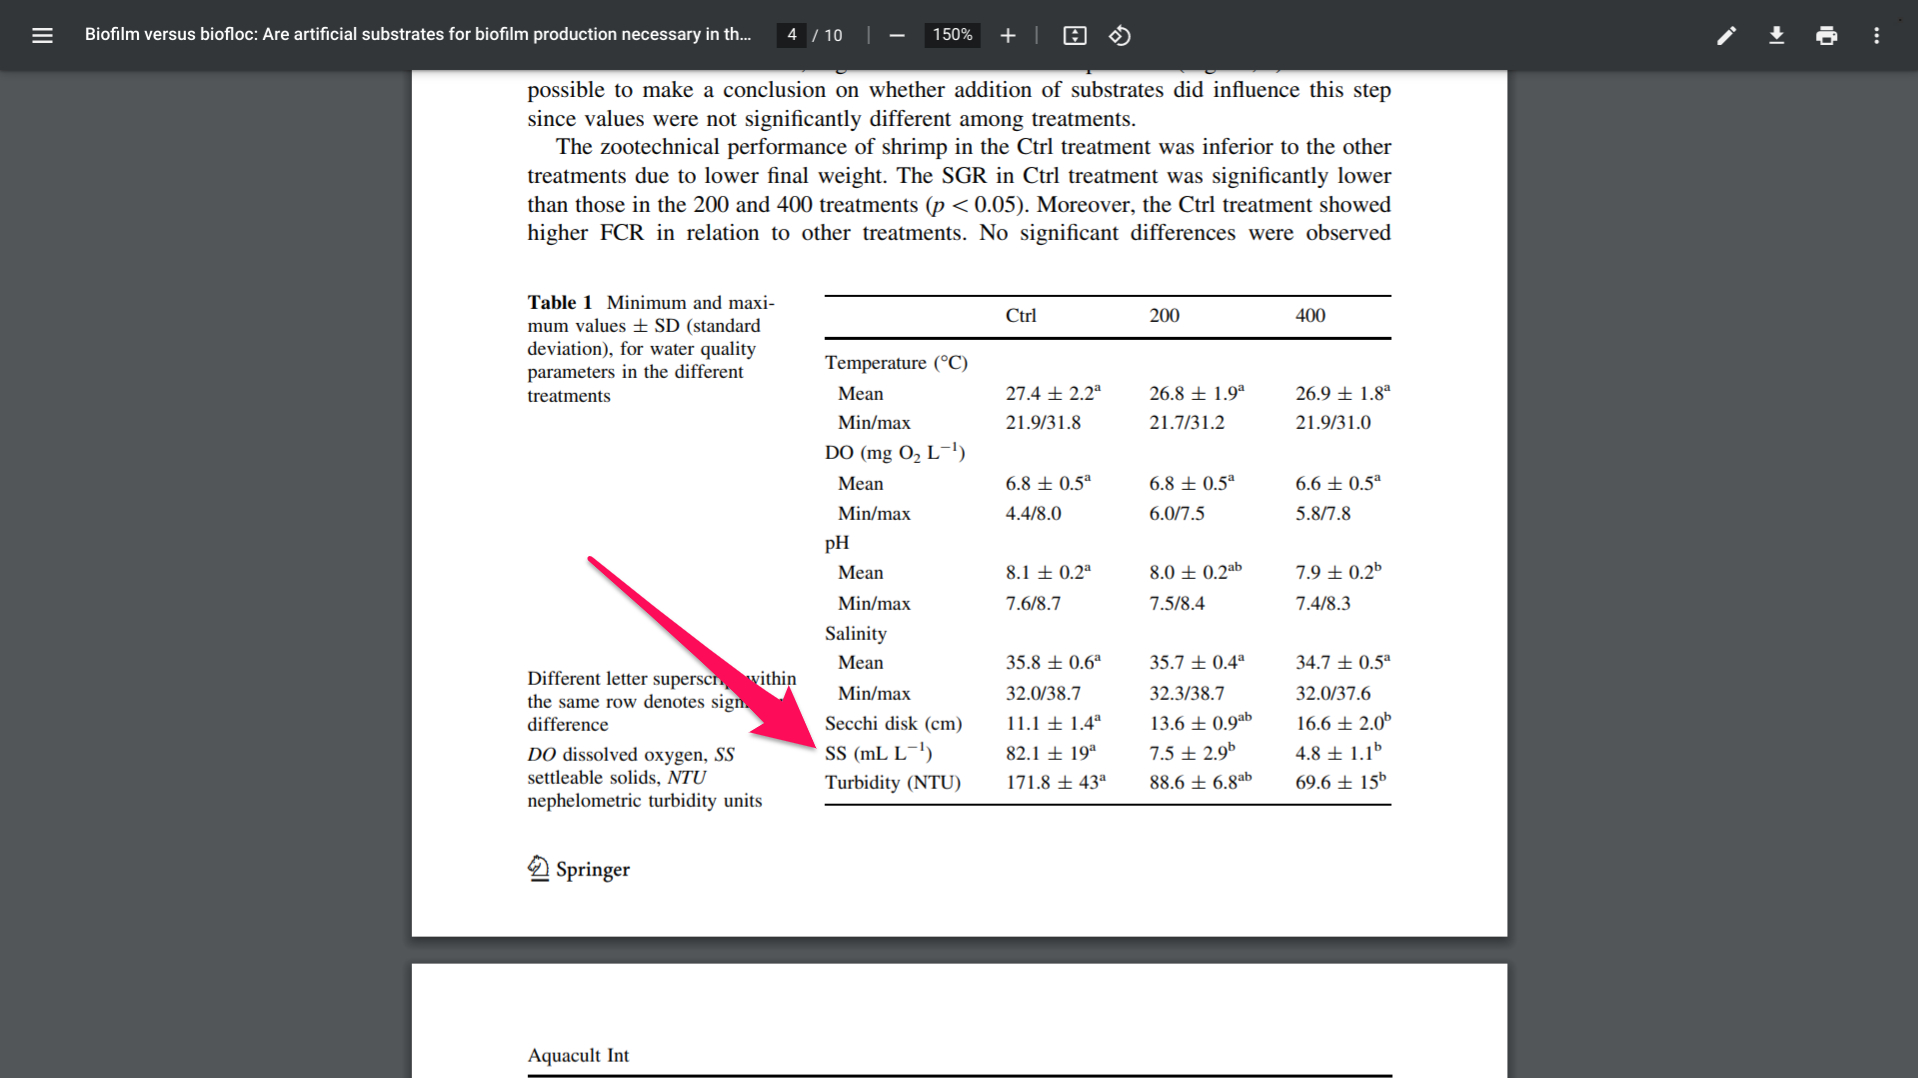 Biofilm versus biofloc: Are artificial substrates for biofilm production necessary in th... 4 / 10 150%
possible to make a conclusion on whether addition of substrates did influence this step
since values were not significantly different among treatments.
The zootechnical performance of shrimp in the Ctrl treatment was inferior to the other
treatments due to lower final weight. The SGR in Ctrl treatment was significantly lower
than those in the 200 and 400 treatments (p < 0.05). Moreover, the Ctrl treatment showed
higher FCR in relation to other treatments. No significant differences were observed
Table 1 Minimum and maxi-
mum values ± SD (standard
deviation), for water quality
parameters in the different
treatments
Different letter superscri within
the same row denotes sign
difference
DO dissolved oxygen, SS
settleable solids, NTU
nephelometric turbidity units
Ctrl 200 400
Temperature (°C)
Mean 27.4 ± 2.2ᵃ 26.8 ± 1.9ᵃ 26.9 ± 1.8ᵃ
Min/max 21.9/31.8 21.7/31.2 21.9/31.0
DO (mg O₂ L⁻¹)
Mean 6.8 ± 0.5ᵃ 6.8 ± 0.5ᵃ 6.6 ± 0.5ᵃ
Min/max 4.4/8.0 6.0/7.5 5.8/7.8
pH
Mean 8.1 ± 0.2ᵃ 8.0 ± 0.2ᵃᵇ 7.9 ± 0.2ᵇ
Min/max 7.6/8.7 7.5/8.4 7.4/8.3
Salinity
Mean 35.8 ± 0.6ᵃ 35.7 ± 0.4ᵃ 34.7 ± 0.5ᵃ
Min/max 32.0/38.7 32.3/38.7 32.0/37.6
Secchi disk (cm) 11.1 ± 1.4ᵃ 13.6 ± 0.9ᵃᵇ 16.6 ± 2.0ᵇ
SS (mL L⁻¹) 82.1 ± 19ᵃ 7.5 ± 2.9ᵇ 4.8 ± 1.1ᵇ
Turbidity (NTU) 171.8 ± 43ᵃ 88.6 ± 6.8ᵃᵇ 69.6 ± 15ᵇ
Springer
Aquacult Int